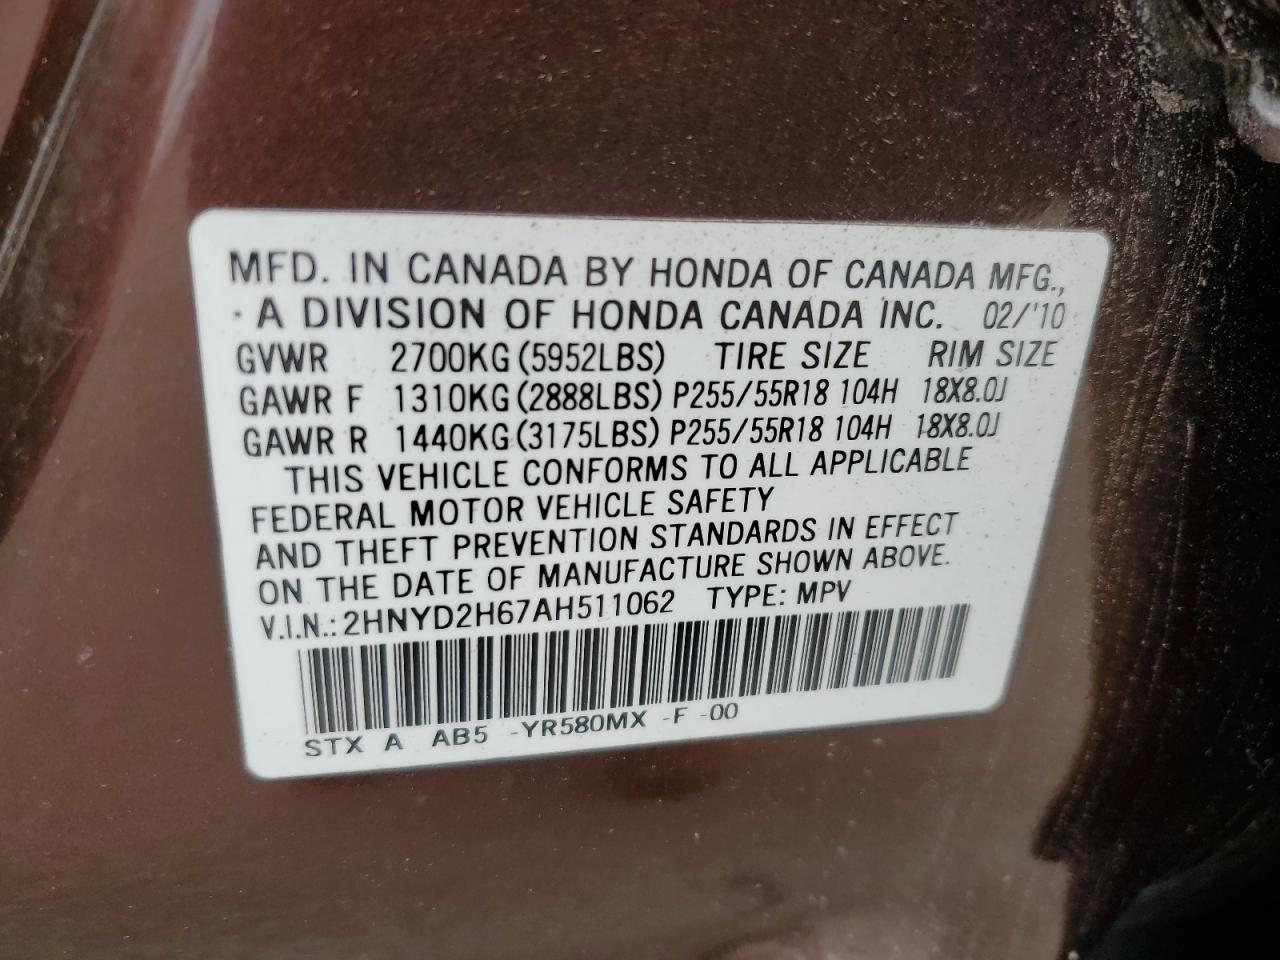 MFD. IN CANADA BY HONDA OF CANADA MFG.,
· A DIVISION OF HONDA CANADA INC. 02/'10
GVWR 2700KG (5952LBS) TIRE SIZE RIM SIZE
GAWR F 1310KG (2888LBS) P255/55R18 104H 18X8.0J
GAWR R 1440KG (3175LBS) P255/55R18 104H 18X8.0J
THIS VEHICLE CONFORMS TO ALL APPLICABLE
FEDERAL MOTOR VEHICLE SAFETY
AND THEFT PREVENTION STANDARDS IN EFFECT
ON THE DATE OF MANUFACTURE SHOWN ABOVE.
V.I.N.: 2HNYD2H67AH511062 TYPE: MPV
STX A AB5 -YR580MX -F -00